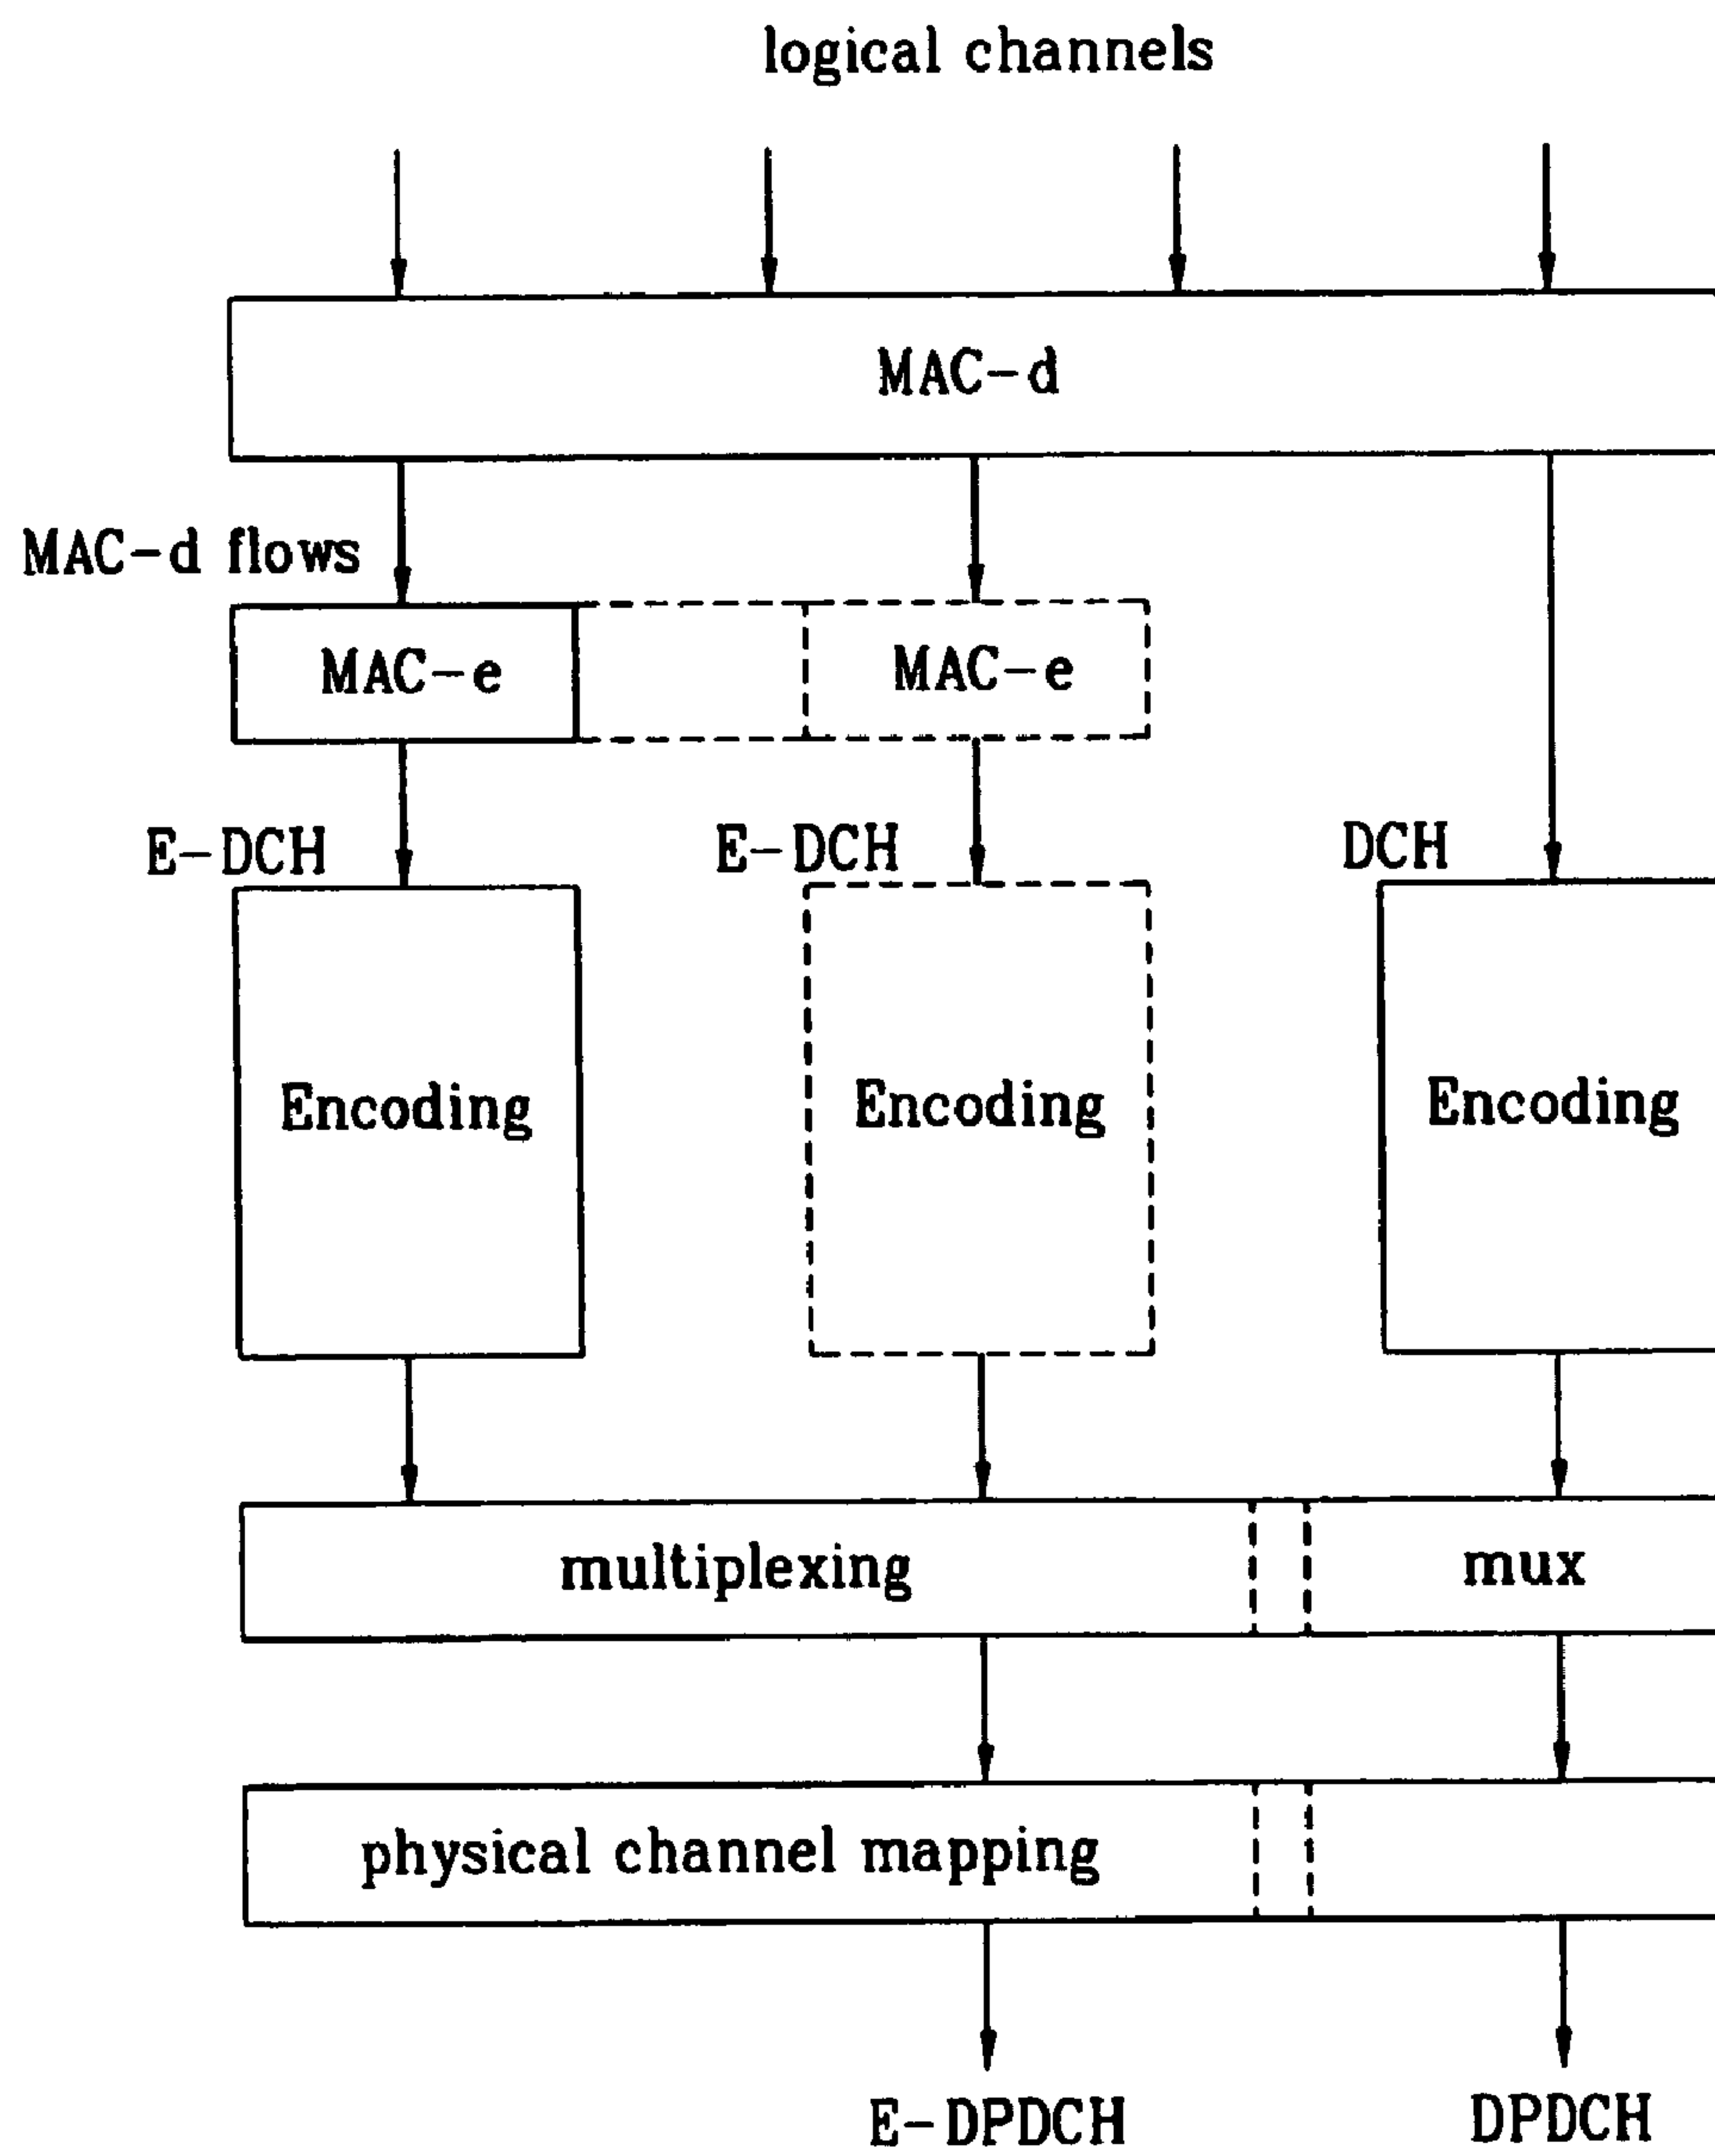 logical channels
MAC-d
MAC-d flows
MAC-e
MAC-e
E-DCH
E-DCH
DCH
Encoding
Encoding
Encoding
multiplexing
mux
physical channel mapping
E-DPDCH
DPDCH